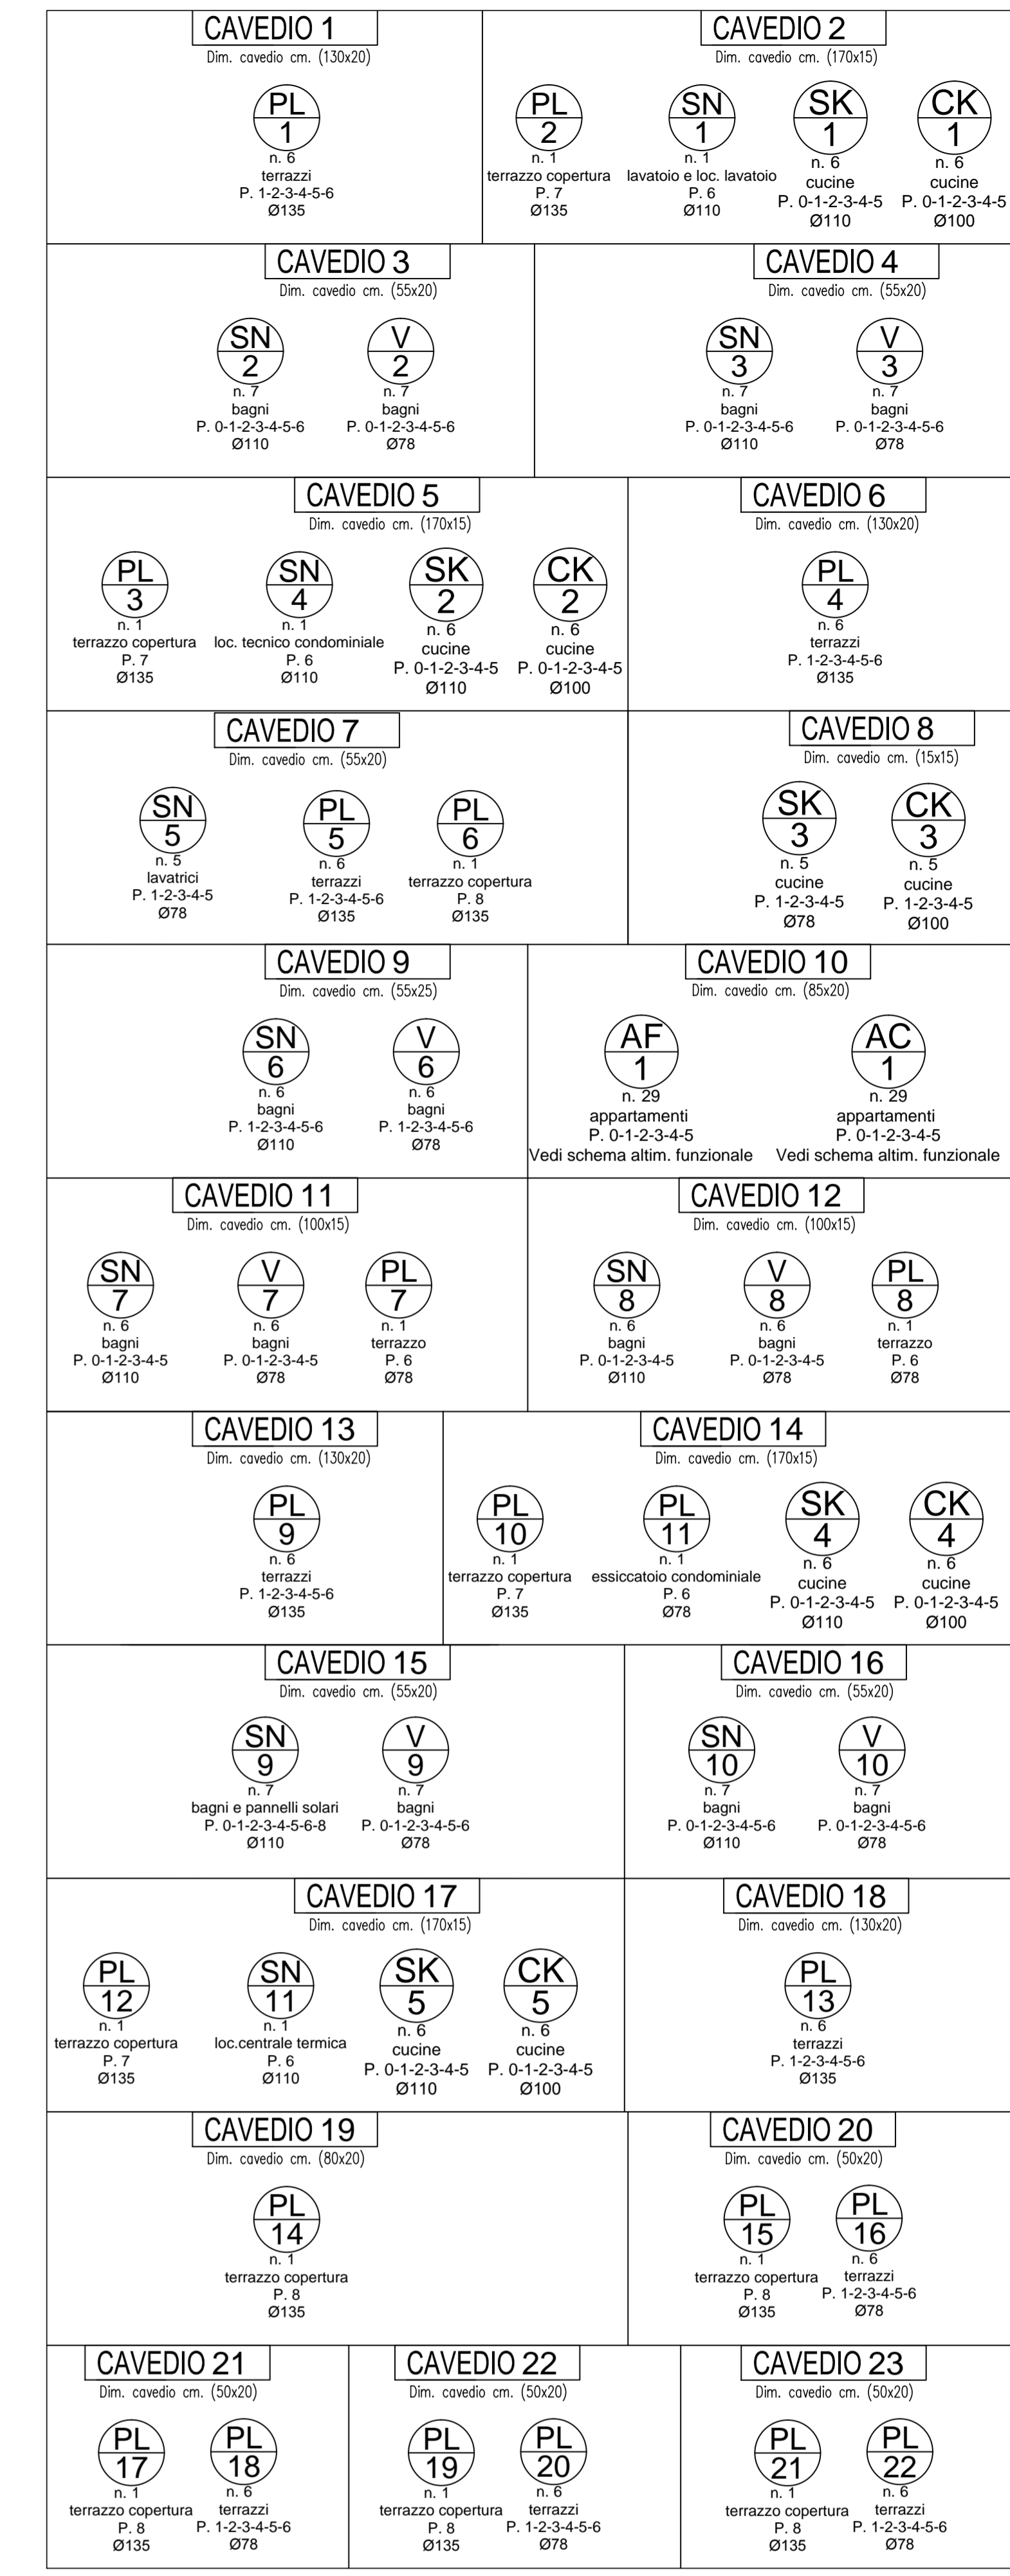 CAVEDIO 1
Dim. cavedio cm. (130x20)
PL
1
n. 6
terrazzi
P. 1-2-3-4-5-6
Ø135
CAVEDIO 2
Dim. cavedio cm. (170x15)
PL
2
n. 1
terrazzo copertura
P. 7
Ø135
SN
1
n. 1
lavatoio e loc. lavatoio
P. 6
Ø110
SK
1
n. 6
cucine
P. 0-1-2-3-4-5
Ø110
CK
1
n. 6
cucine
P. 0-1-2-3-4-5
Ø100
CAVEDIO 3
Dim. cavedio cm. (55x20)
SN
2
n. 7
bagni
P. 0-1-2-3-4-5-6
Ø110
V
2
n. 7
bagni
P. 0-1-2-3-4-5-6
Ø78
CAVEDIO 4
Dim. cavedio cm. (55x20)
SN
3
n. 7
bagni
P. 0-1-2-3-4-5-6
Ø110
V
3
n. 7
bagni
P. 0-1-2-3-4-5-6
Ø78
CAVEDIO 5
Dim. cavedio cm. (170x15)
PL
3
n. 1
terrazzo copertura
P. 7
Ø135
SN
4
n. 1
loc. tecnico condominiale
P. 6
Ø110
SK
2
n. 6
cucine
P. 0-1-2-3-4-5
Ø110
CK
2
n. 6
cucine
P. 0-1-2-3-4-5
Ø100
CAVEDIO 6
Dim. cavedio cm. (130x20)
PL
4
n. 6
terrazzi
P. 1-2-3-4-5-6
Ø135
CAVEDIO 7
Dim. cavedio cm. (55x20)
SN
5
n. 5
lavatrici
P. 1-2-3-4-5
Ø78
PL
5
n. 6
terrazzi
P. 1-2-3-4-5-6
Ø135
PL
6
n. 1
terrazzo copertura
P. 8
Ø135
CAVEDIO 8
Dim. cavedio cm. (15x15)
SK
3
n. 5
cucine
P. 1-2-3-4-5
Ø78
CK
3
n. 5
cucine
P. 1-2-3-4-5
Ø100
CAVEDIO 9
Dim. cavedio cm. (55x25)
SN
6
n. 6
bagni
P. 1-2-3-4-5-6
Ø110
V
6
n. 6
bagni
P. 1-2-3-4-5-6
Ø78
CAVEDIO 10
Dim. cavedio cm. (85x20)
AF
1
n. 29
appartamenti
P. 0-1-2-3-4-5
Vedi schema altim. funzionale
AC
1
n. 29
appartamenti
P. 0-1-2-3-4-5
Vedi schema altim. funzionale
CAVEDIO 11
Dim. cavedio cm. (100x15)
SN
7
n. 6
bagni
P. 0-1-2-3-4-5
Ø110
V
7
n. 6
bagni
P. 0-1-2-3-4-5
Ø78
PL
7
n. 1
terrazzo
P. 6
Ø78
CAVEDIO 12
Dim. cavedio cm. (100x15)
SN
8
n. 6
bagni
P. 0-1-2-3-4-5
Ø110
V
8
n. 6
bagni
P. 0-1-2-3-4-5
Ø78
PL
8
n. 1
terrazzo
P. 6
Ø78
CAVEDIO 13
Dim. cavedio cm. (130x20)
PL
9
n. 6
terrazzi
P. 1-2-3-4-5-6
Ø135
CAVEDIO 14
Dim. cavedio cm. (170x15)
PL
10
n. 1
terrazzo copertura
P. 7
Ø135
PL
11
n. 1
essiccatoio condominiale
P. 6
Ø78
SK
4
n. 6
cucine
P. 0-1-2-3-4-5
Ø110
CK
4
n. 6
cucine
P. 0-1-2-3-4-5
Ø100
CAVEDIO 15
Dim. cavedio cm. (55x20)
SN
9
n. 7
bagni e pannelli solari
P. 0-1-2-3-4-5-6-8
Ø110
V
9
n. 7
bagni
P. 0-1-2-3-4-5-6
Ø78
CAVEDIO 16
Dim. cavedio cm. (55x20)
SN
10
n. 7
bagni
P. 0-1-2-3-4-5-6
Ø110
V
10
n. 7
bagni
P. 0-1-2-3-4-5-6
Ø78
CAVEDIO 17
Dim. cavedio cm. (170x15)
PL
12
n. 1
terrazzo copertura
P. 7
Ø135
SN
11
n. 1
loc.centrale termica
P. 6
Ø110
SK
5
n. 6
cucine
P. 0-1-2-3-4-5
Ø110
CK
5
n. 6
cucine
P. 0-1-2-3-4-5
Ø100
CAVEDIO 18
Dim. cavedio cm. (130x20)
PL
13
n. 6
terrazzi
P. 1-2-3-4-5-6
Ø135
CAVEDIO 19
Dim. cavedio cm. (80x20)
PL
14
n. 1
terrazzo copertura
P. 8
Ø135
CAVEDIO 20
Dim. cavedio cm. (50x20)
PL
15
n. 1
terrazzo copertura
P. 8
Ø135
PL
16
n. 6
terrazzi
P. 1-2-3-4-5-6
Ø78
CAVEDIO 21
Dim. cavedio cm. (50x20)
PL
17
n. 1
terrazzo copertura
P. 8
Ø135
PL
18
n. 6
terrazzi
P. 1-2-3-4-5-6
Ø78
CAVEDIO 22
Dim. cavedio cm. (50x20)
PL
19
n. 1
terrazzo copertura
P. 8
Ø135
PL
20
n. 6
terrazzi
P. 1-2-3-4-5-6
Ø78
CAVEDIO 23
Dim. cavedio cm. (50x20)
PL
21
n. 1
terrazzo copertura
P. 8
Ø135
PL
22
n. 6
terrazzi
P. 1-2-3-4-5-6
Ø78